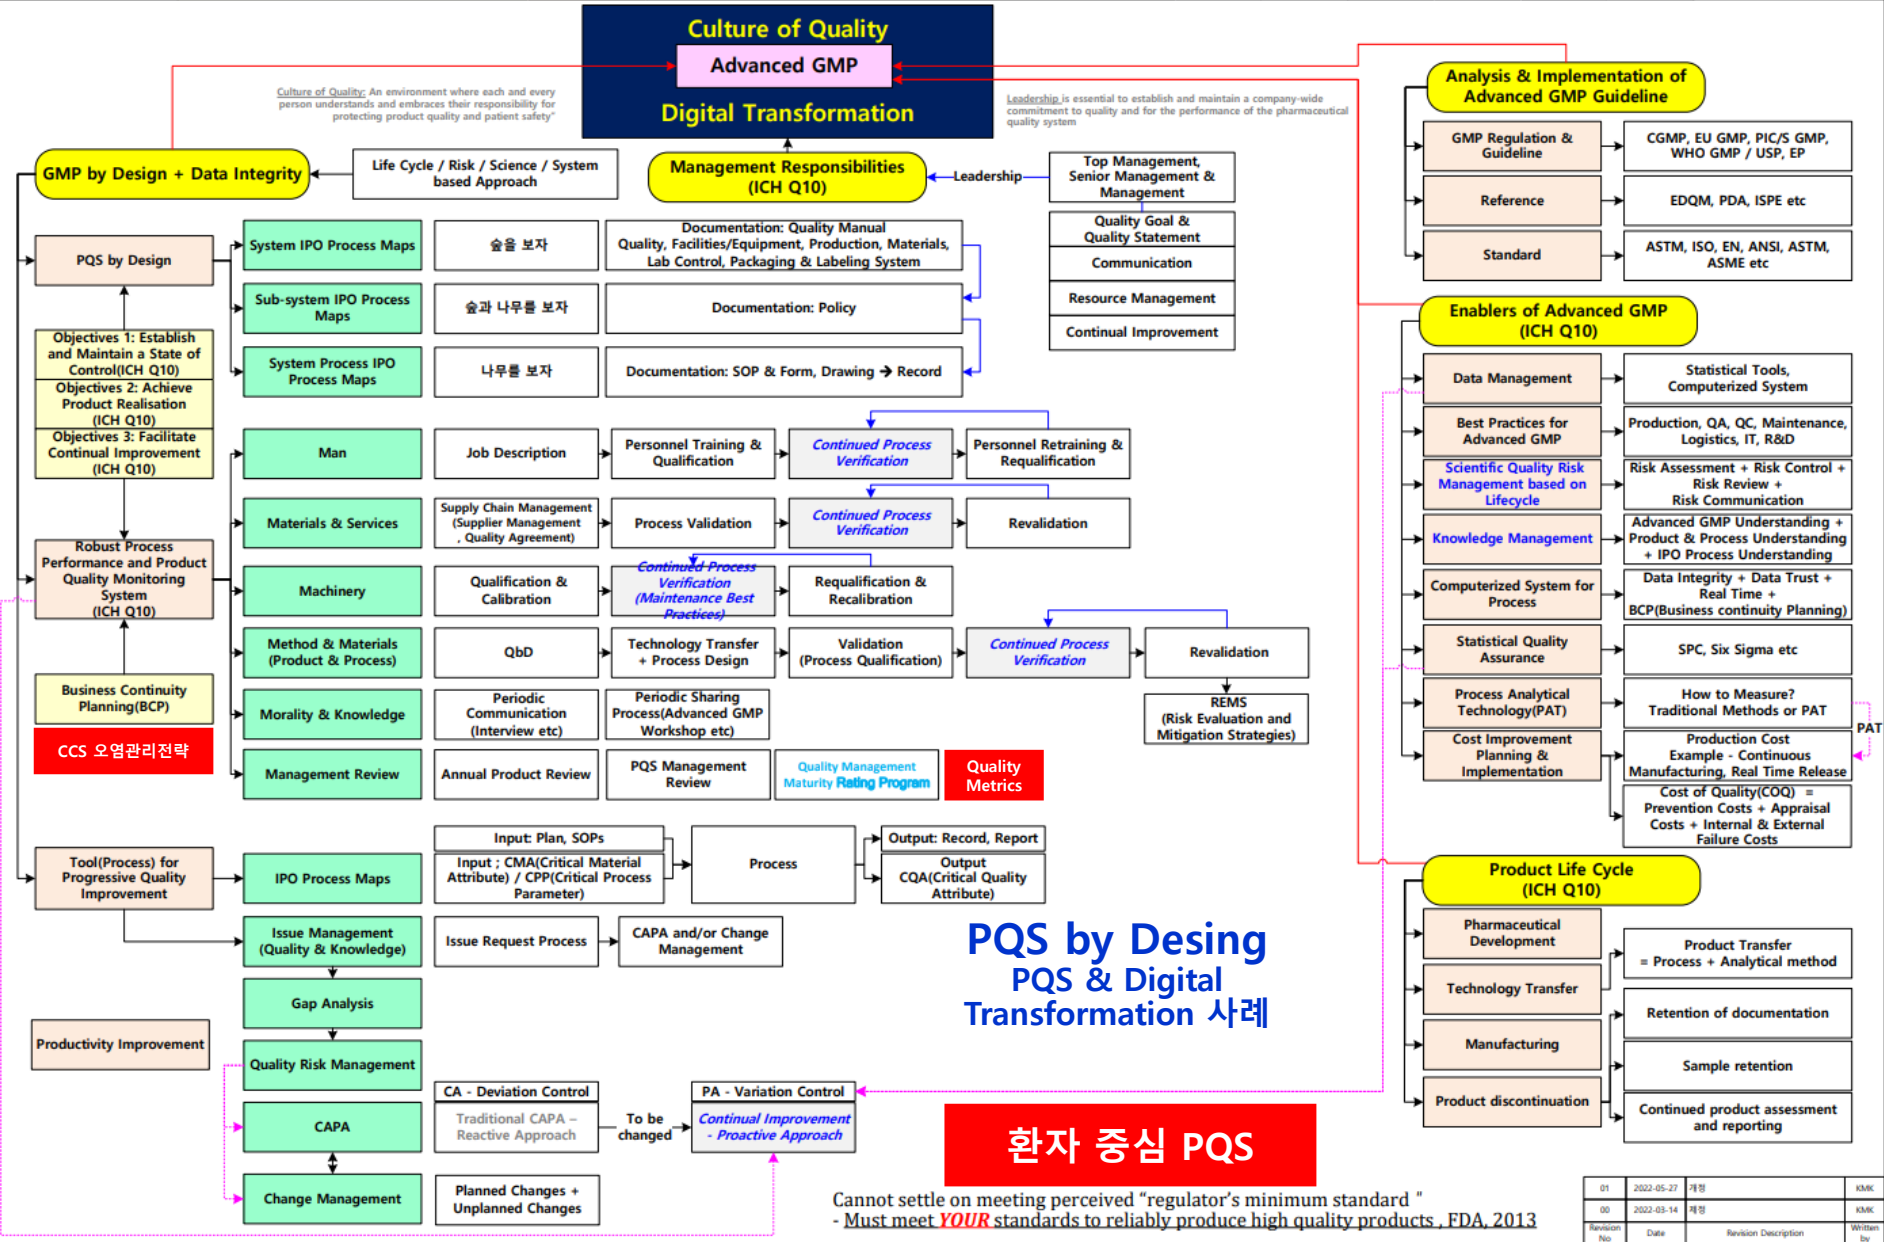 Culture of Quality
Advanced GMP
Digital Transformation
Culture of Quality: An environment where each and every
person understands and embraces their responsibility for
protecting product quality and patient safety"
Leadership is essential to establish and maintain a company-wide
commitment to quality and for the performance of the pharmaceutical
quality system
GMP by Design + Data Integrity
Life Cycle / Risk / Science / System
based Approach
Management Responsibilities
(ICH Q10)
Leadership
Top Management,
Senior Management &
Management
Quality Goal &
Quality Statement
Communication
Resource Management
Continual Improvement
PQS by Design
System IPO Process Maps
숲을 보자
Documentation: Quality Manual
Quality, Facilities/Equipment, Production, Materials,
Lab Control, Packaging & Labeling System
Sub-system IPO Process
Maps
숲과 나무를 보자
Documentation: Policy
System Process IPO
Process Maps
나무를 보자
Documentation: SOP & Form, Drawing ➔ Record
Objectives 1: Establish
and Maintain a State of
Control(ICH Q10)
Objectives 2: Achieve
Product Realisation
(ICH Q10)
Objectives 3: Facilitate
Continual Improvement
(ICH Q10)
Robust Process
Performance and Product
Quality Monitoring
System
(ICH Q10)
Business Continuity
Planning(BCP)
CCS 오염관리전략
Man
Job Description
Personnel Training &
Qualification
Continued Process
Verification
Personnel Retraining &
Requalification
Materials & Services
Supply Chain Management
(Supplier Management
, Quality Agreement)
Process Validation
Continued Process
Verification
Revalidation
Machinery
Qualification &
Calibration
Continued Process
Verification
(Maintenance Best
Practices)
Requalification &
Recalibration
Method & Materials
(Product & Process)
QbD
Technology Transfer
+ Process Design
Validation
(Process Qualification)
Continued Process
Verification
Revalidation
REMS
(Risk Evaluation and
Mitigation Strategies)
Morality & Knowledge
Periodic
Communication
(Interview etc)
Periodic Sharing
Process(Advanced GMP
Workshop etc)
Management Review
Annual Product Review
PQS Management
Review
Quality Management
Maturity Rating Program
Quality
Metrics
Tool(Process) for
Progressive Quality
Improvement
IPO Process Maps
Input: Plan, SOPs
Input ; CMA(Critical Material
Attribute) / CPP(Critical Process
Parameter)
Process
Output: Record, Report
Output
CQA(Critical Quality
Attribute)
Issue Management
(Quality & Knowledge)
Issue Request Process
CAPA and/or Change
Management
Gap Analysis
Productivity Improvement
Quality Risk Management
CAPA
CA - Deviation Control
Traditional CAPA –
Reactive Approach
To be
changed
PA - Variation Control
Continual Improvement
- Proactive Approach
Change Management
Planned Changes +
Unplanned Changes
PQS by Desing
PQS & Digital
Transformation 사례
환자 중심 PQS
Cannot settle on meeting perceived “regulator’s minimum standard ”
- Must meet YOUR standards to reliably produce high quality products , FDA, 2013
Analysis & Implementation of
Advanced GMP Guideline
GMP Regulation &
Guideline
CGMP, EU GMP, PIC/S GMP,
WHO GMP / USP, EP
Reference
EDQM, PDA, ISPE etc
Standard
ASTM, ISO, EN, ANSI, ASTM,
ASME etc
Enablers of Advanced GMP
(ICH Q10)
Data Management
Statistical Tools,
Computerized System
Best Practices for
Advanced GMP
Production, QA, QC, Maintenance,
Logistics, IT, R&D
Scientific Quality Risk
Management based on
Lifecycle
Risk Assessment + Risk Control +
Risk Review +
Risk Communication
Knowledge Management
Advanced GMP Understanding +
Product & Process Understanding
+ IPO Process Understanding
Computerized System for
Process
Data Integrity + Data Trust +
Real Time +
BCP(Business continuity Planning)
Statistical Quality
Assurance
SPC, Six Sigma etc
Process Analytical
Technology(PAT)
How to Measure?
Traditional Methods or PAT
PAT
Cost Improvement
Planning &
Implementation
Production Cost
Example - Continuous
Manufacturing, Real Time Release
Cost of Quality(COQ) =
Prevention Costs + Appraisal
Costs + Internal & External
Failure Costs
Product Life Cycle
(ICH Q10)
Pharmaceutical
Development
Technology Transfer
Product Transfer
= Process + Analytical method
Manufacturing
Product discontinuation
Retention of documentation
Sample retention
Continued product assessment
and reporting
01 2022-05-27 개정 KMK
00 2022-03-14 제정 KMK
Revision No Date Revision Description Written by